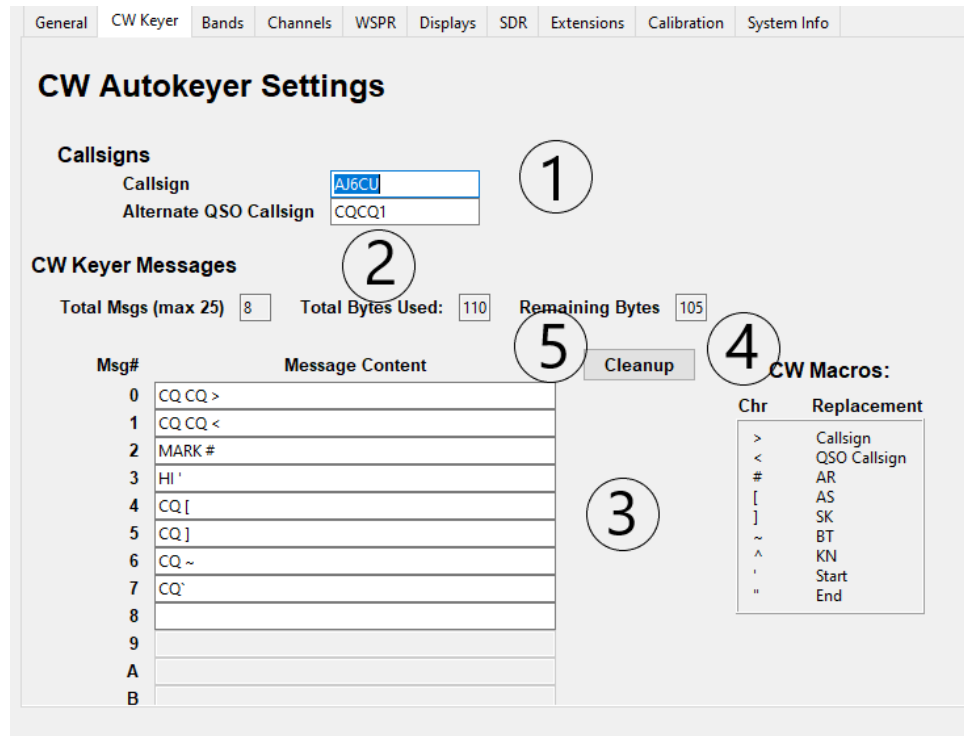 General CW Keyer Bands Channels WSPR Displays SDR Extensions Calibration System Info
CW Autokeyer Settings
Callsigns
1
Callsign AJ6CU
Alternate QSO Callsign CQCQ1
2
CW Keyer Messages
Total Msgs (max 25) 8 Total Bytes Used: 110 Remaining Bytes 105
5
4
Msg# Message Content Cleanup CW Macros:
Chr Replacement
0 CQ CQ >
1 CQ CQ <
2 MARK #
3 HI '
4 CQ [
5 CQ ]
6 CQ ~
7 CQ`
8
9
A
B
3
> Callsign
< QSO Callsign
# AR
[ AS
] SK
~ BT
^ KN
' Start
" End